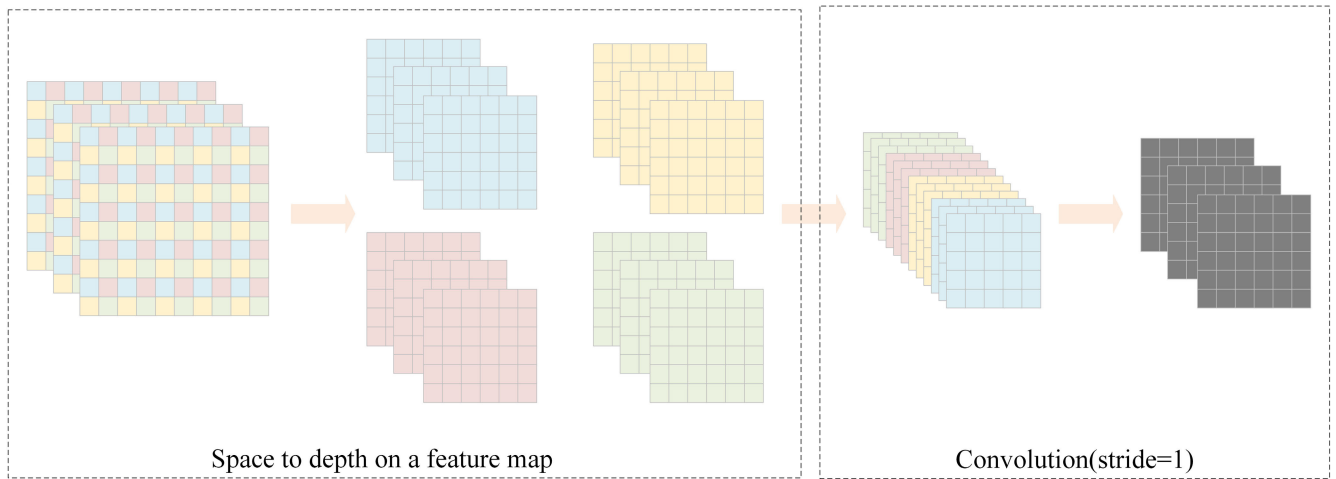 Space to depth on a feature map
Convolution(stride=1)